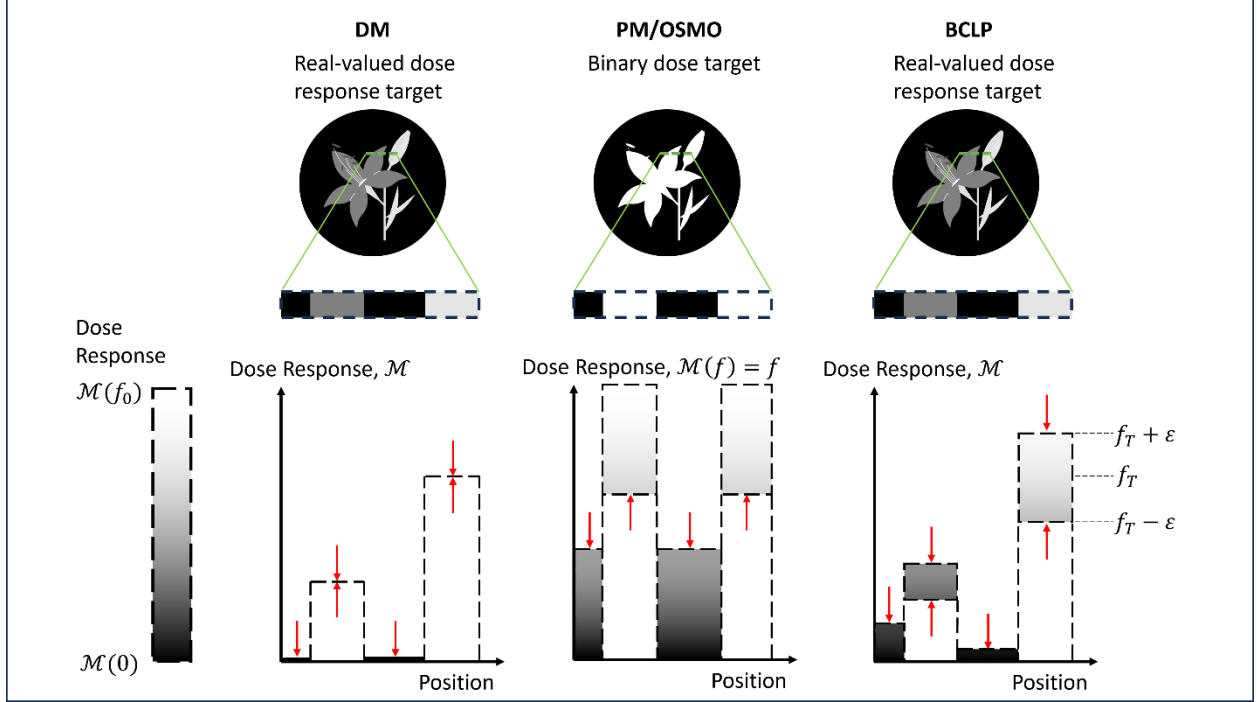 DM
Real-valued dose
response target
PM/OSMO
Binary dose target
BCLP
Real-valued dose
response target
Dose
Response
ℳ(f₀)
ℳ(0)
Dose Response, ℳ
Position
Dose Response, ℳ(f) = f
Position
Dose Response, ℳ
f_T + ε
f_T
f_T − ε
Position